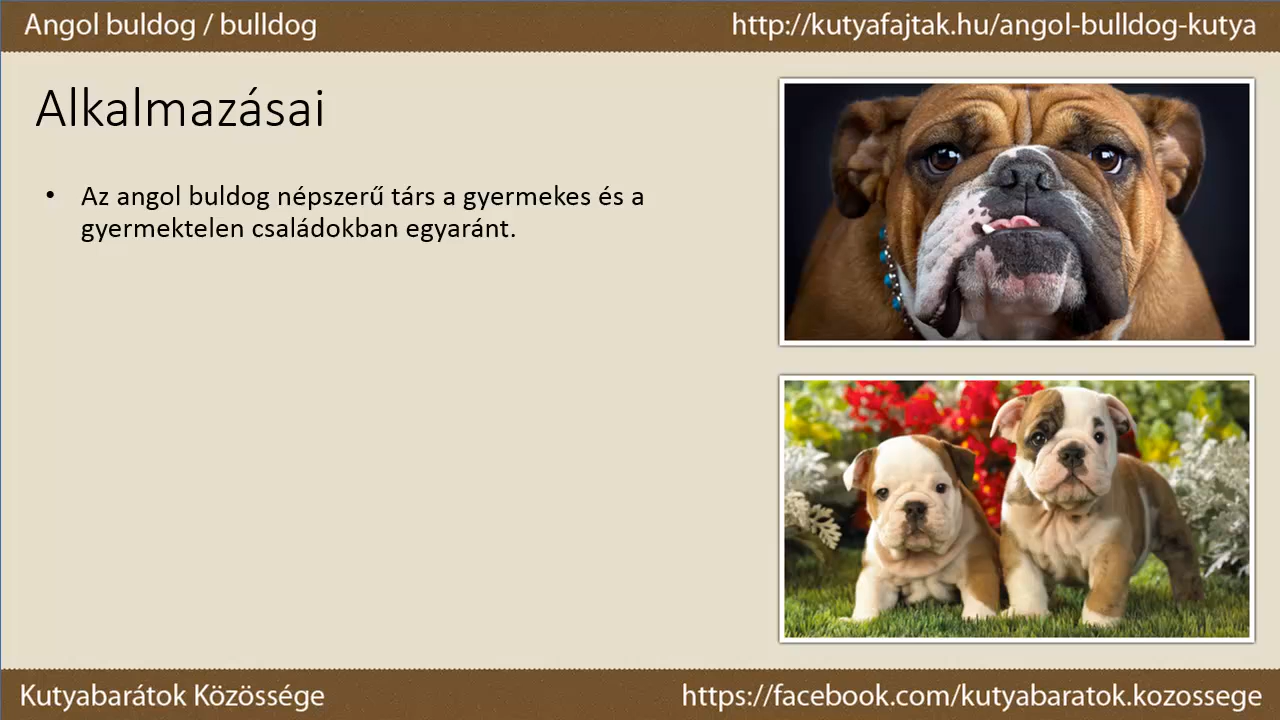 Angol buldog / bulldog
http://kutyafajtak.hu/angol-bulldog-kutya
Alkalmazásai
• Az angol buldog népszerű társ a gyermekes és a
gyermektelen családokban egyaránt.
Kutyabarátok Közössége
https://facebook.com/kutyabaratok.kozossege